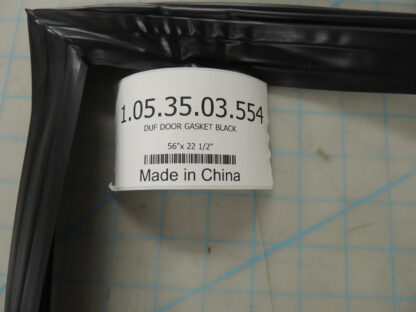 1.05.35.03.554
DUF DOOR GASKET BLACK
56"x 22 1/2"
Made in China